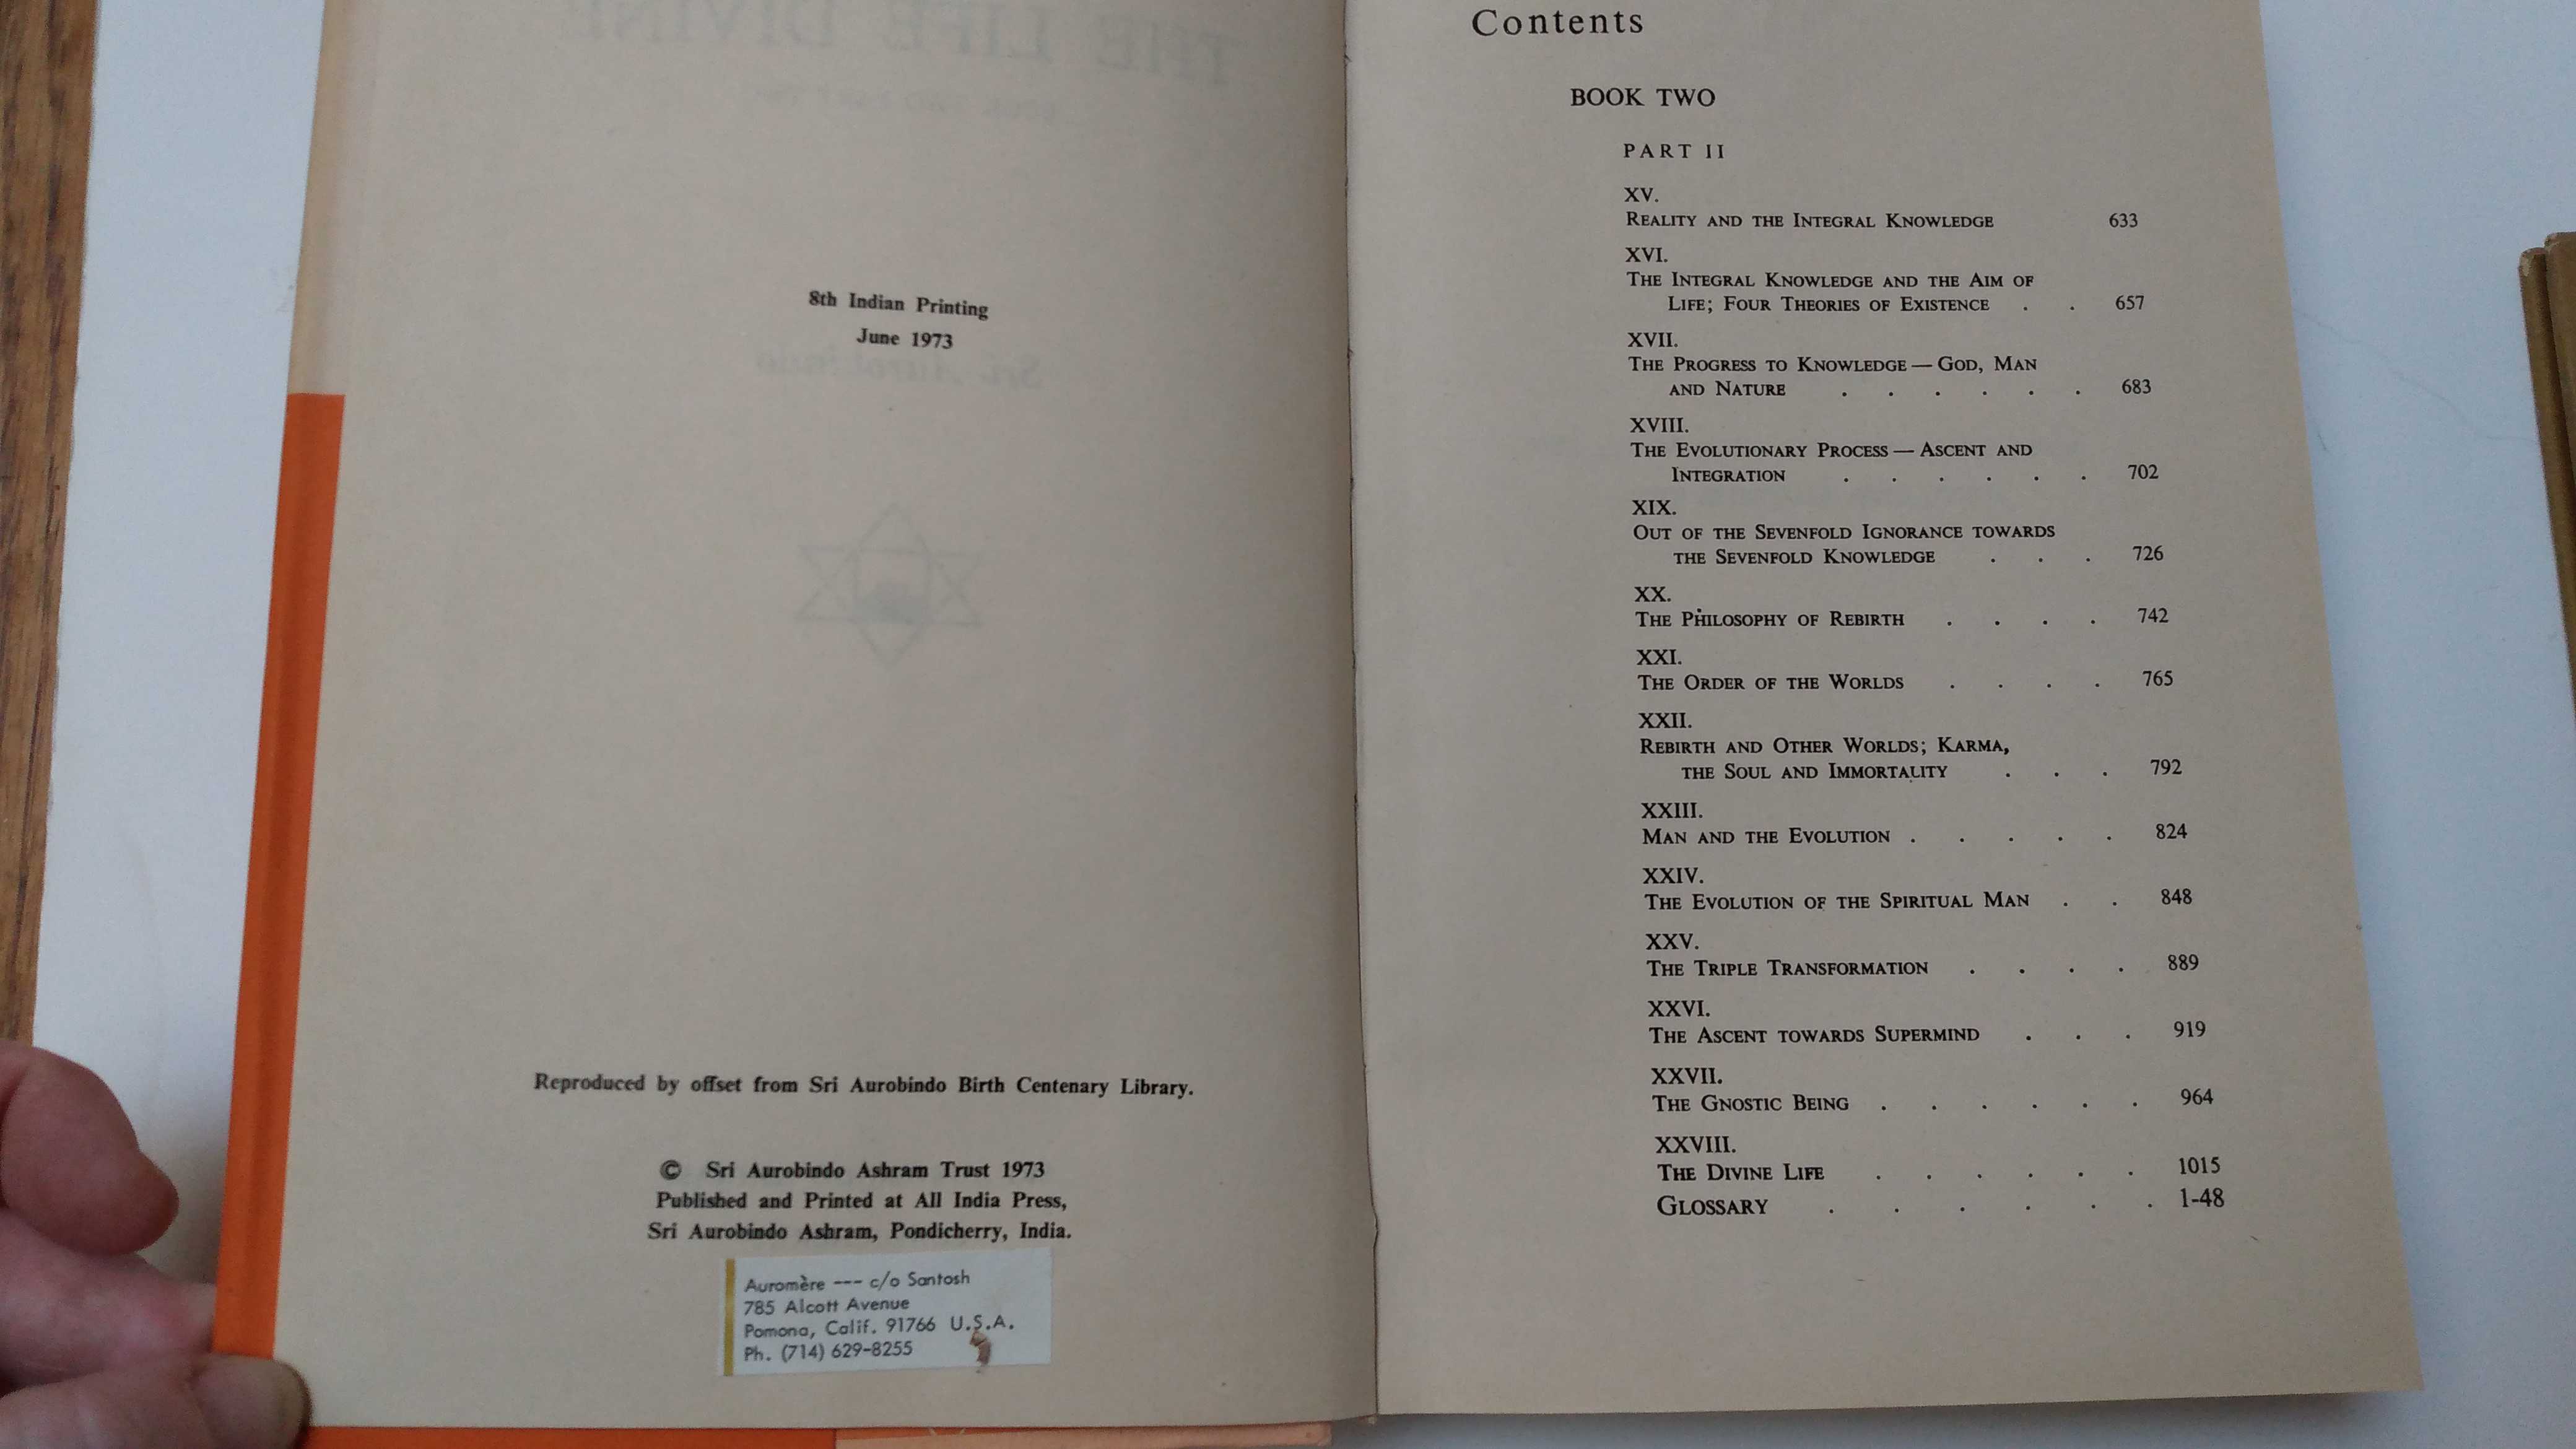 THE LIFE DIVINE
Sri Aurobindo
8th Indian Printing
June 1973
Reproduced by offset from Sri Aurobindo Birth Centenary Library.
© Sri Aurobindo Ashram Trust 1973
Published and Printed at All India Press,
Sri Aurobindo Ashram, Pondicherry, India.
Auromère --- c/o Santosh
785 Alcott Avenue
Pomona, Calif. 91766 U.S.A.
Ph. (714) 629-8255
Contents
BOOK TWO
PART II
XV.
REALITY AND THE INTEGRAL KNOWLEDGE 633
XVI.
THE INTEGRAL KNOWLEDGE AND THE AIM OF
LIFE; FOUR THEORIES OF EXISTENCE . . 657
XVII.
THE PROGRESS TO KNOWLEDGE — GOD, MAN
AND NATURE . . . . . . 683
XVIII.
THE EVOLUTIONARY PROCESS — ASCENT AND
INTEGRATION . . . . . . 702
XIX.
OUT OF THE SEVENFOLD IGNORANCE TOWARDS
THE SEVENFOLD KNOWLEDGE . . . 726
XX.
THE PHILOSOPHY OF REBIRTH . . . . 742
XXI.
THE ORDER OF THE WORLDS . . . . 765
XXII.
REBIRTH AND OTHER WORLDS; KARMA,
THE SOUL AND IMMORTALITY . . . 792
XXIII.
MAN AND THE EVOLUTION . . . . . 824
XXIV.
THE EVOLUTION OF THE SPIRITUAL MAN . . 848
XXV.
THE TRIPLE TRANSFORMATION . . . . 889
XXVI.
THE ASCENT TOWARDS SUPERMIND . . . 919
XXVII.
THE GNOSTIC BEING . . . . . . 964
XXVIII.
THE DIVINE LIFE . . . . . . 1015
GLOSSARY . . . . . . 1-48